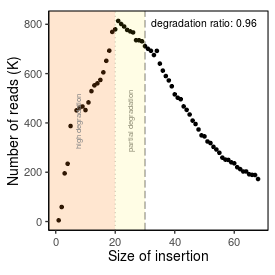 degradation ratio: 0.96
Number of reads (K)
800
600
400
200
0
high degradation
partial degradation
0 20 40 60
Size of insertion